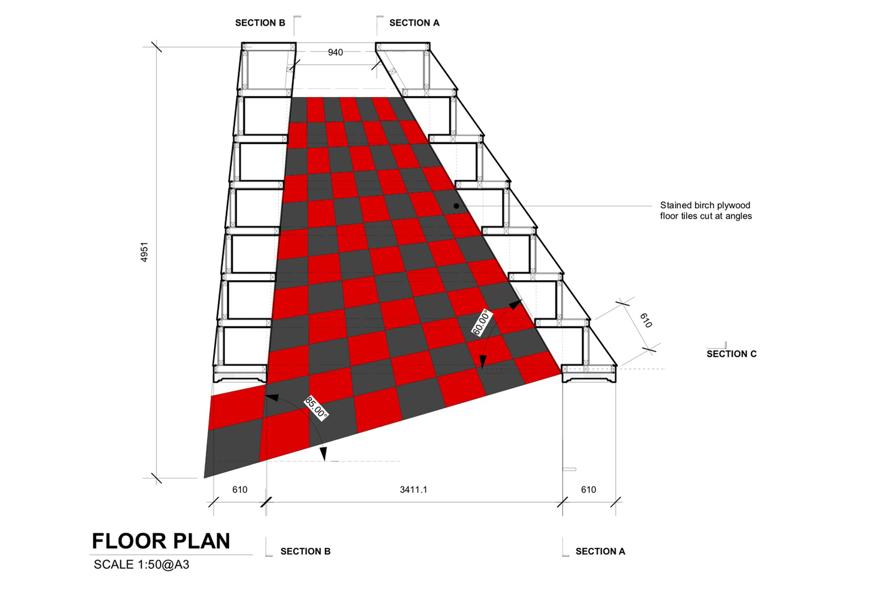 SECTION B
SECTION A
940
4951
Stained birch plywood
floor tiles cut at angles
60.00°
610
SECTION C
85.00°
610
3411.1
610
FLOOR PLAN
SCALE 1:50@A3
SECTION B
SECTION A